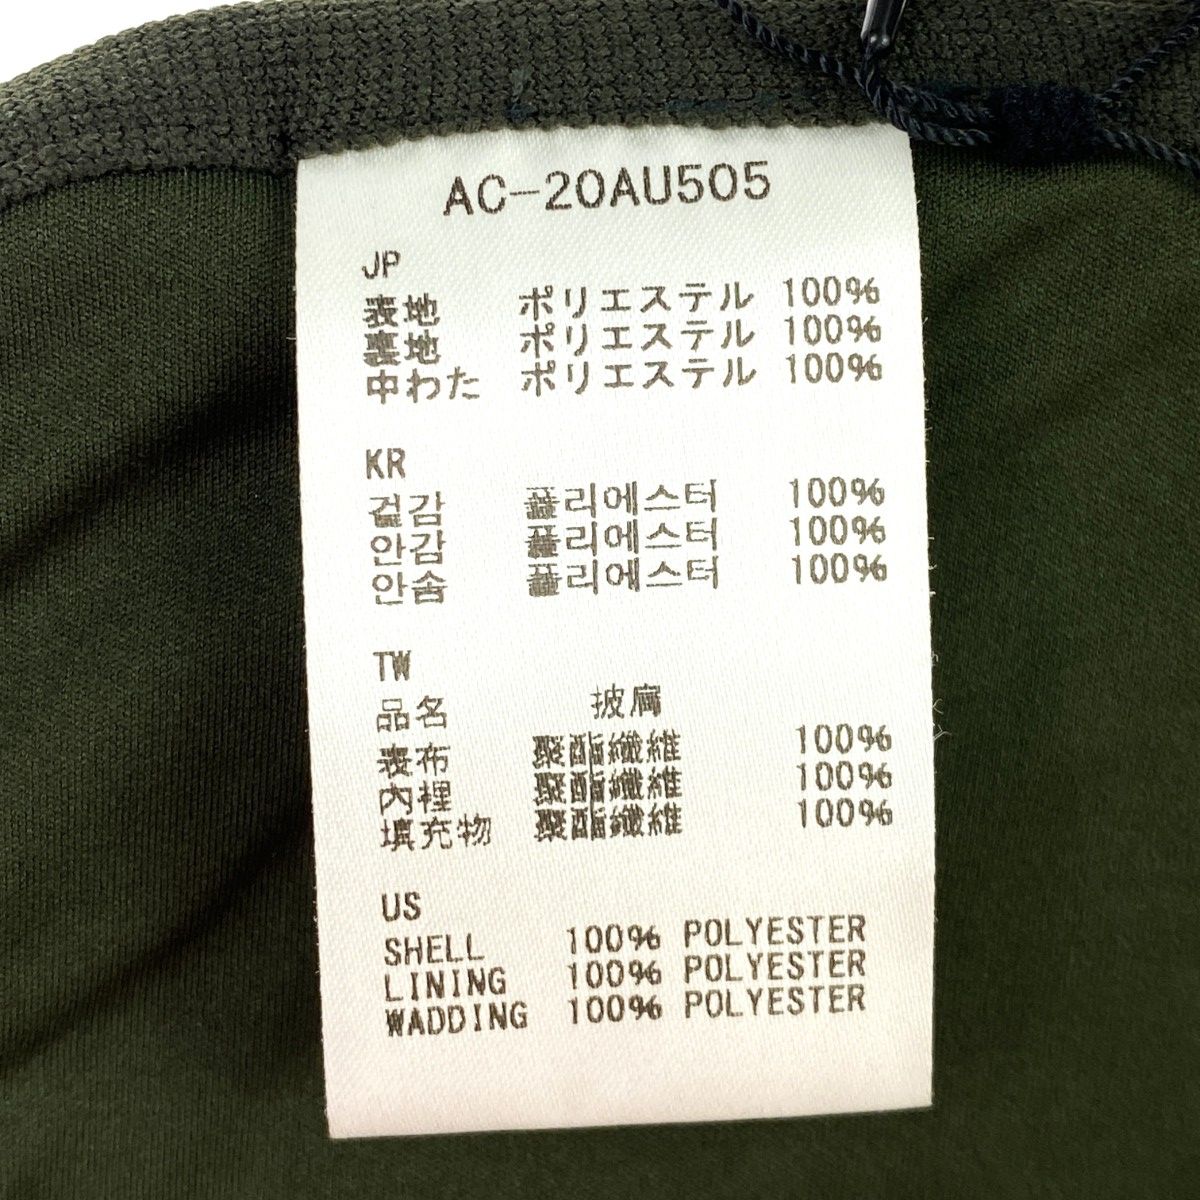 AC-20AU505
JP
表地 ポリエステル 100%
裏地 ポリエステル 100%
中わた ポリエステル 100%
KR
겉감 폴리에스터 100%
안감 폴리에스터 100%
안솜 폴리에스터 100%
TW
品名 披肩
表布 聚酯纖維 100%
內裡 聚酯纖維 100%
填充物 聚酯纖維 100%
US
SHELL 100% POLYESTER
LINING 100% POLYESTER
WADDING 100% POLYESTER